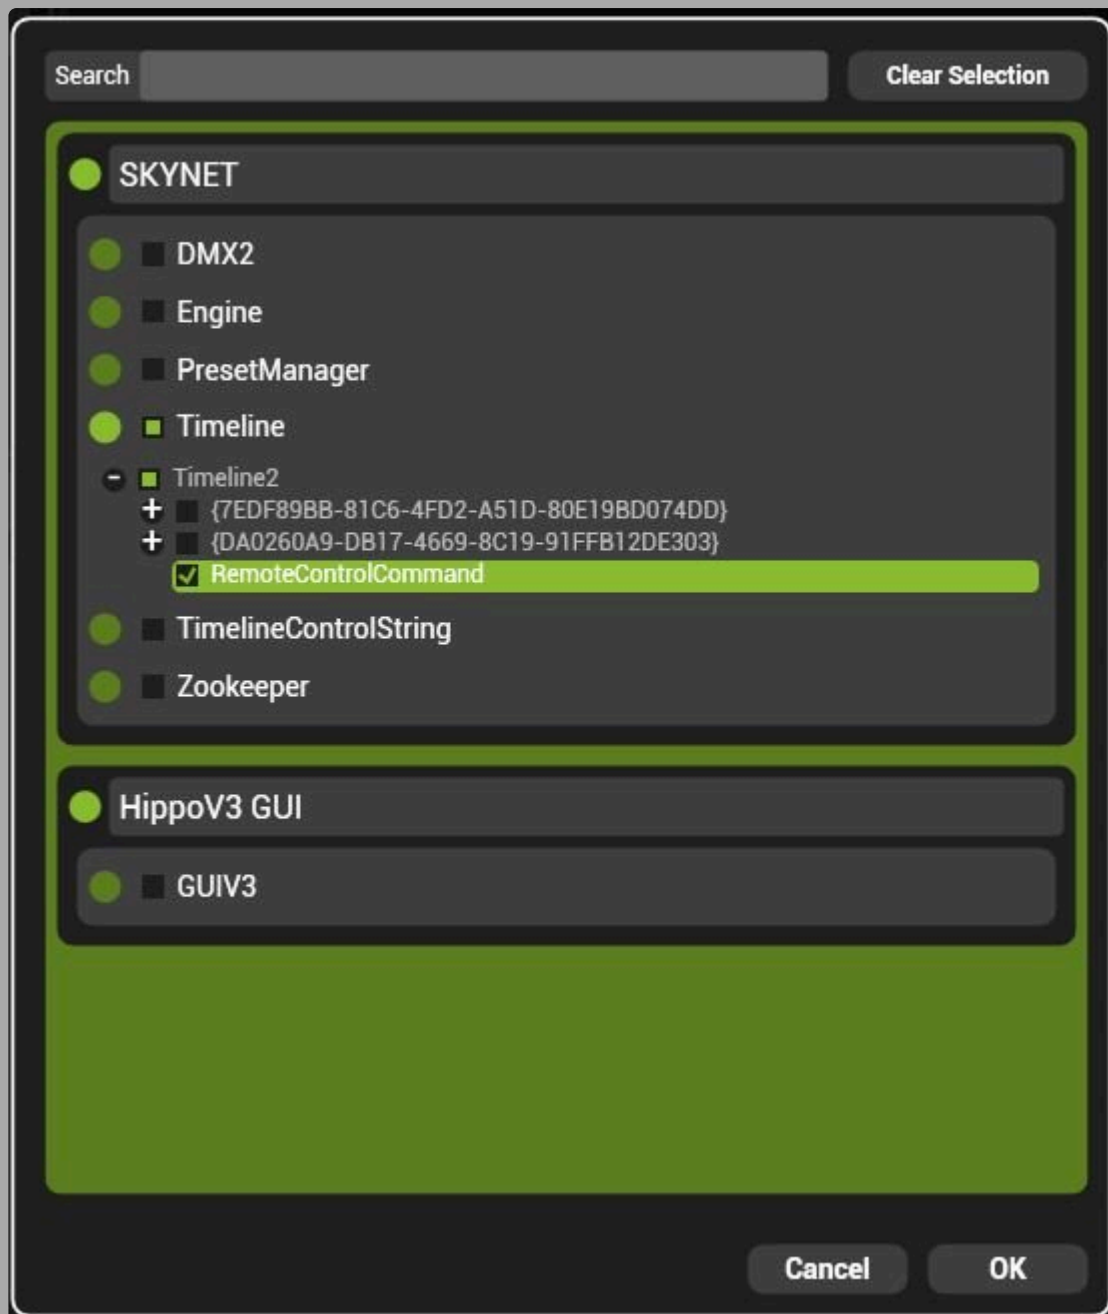 Search
Clear Selection
SKYNET
DMX2
Engine
PresetManager
Timeline
Timeline2
{7EDF89BB-81C6-4FD2-A51D-80E19BD074DD}
{DA0260A9-DB17-4669-8C19-91FFB12DE303}
RemoteControlCommand
TimelineControlString
Zookeeper
HippoV3 GUI
GUIV3
Cancel
OK